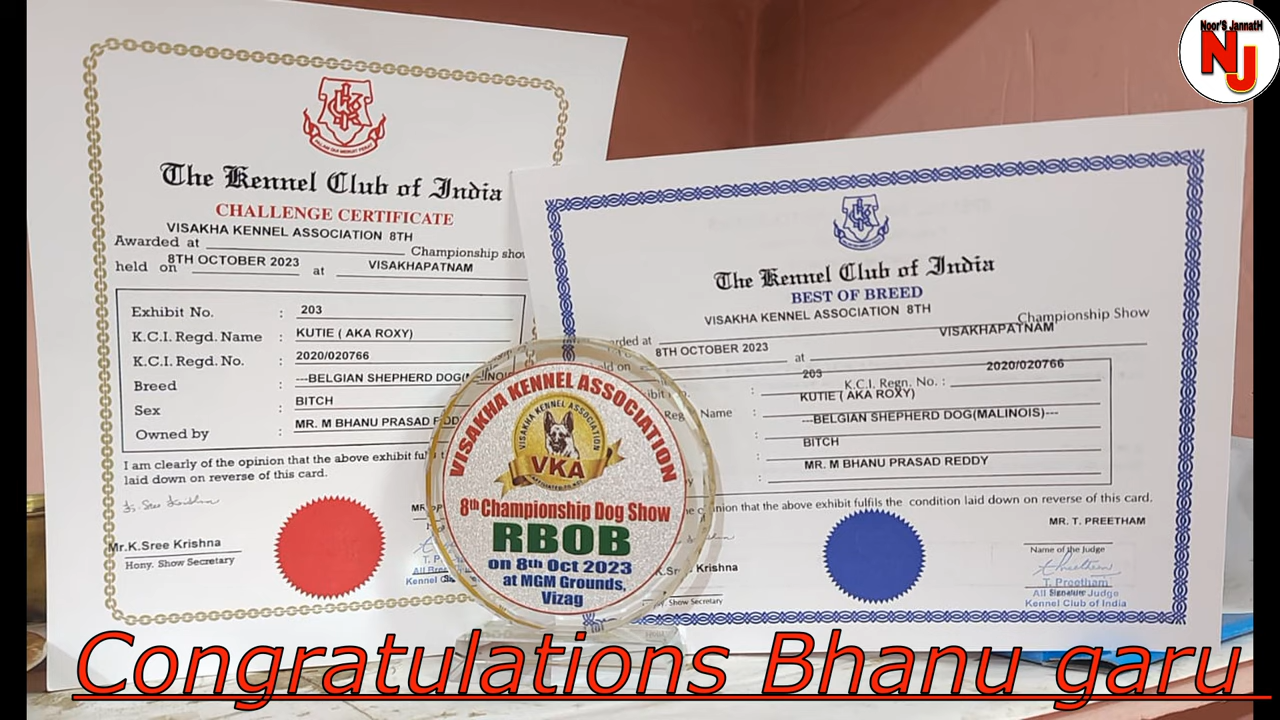 Noor'S JannatH
NJ
The Kennel Club of India
CHALLENGE CERTIFICATE
VISAKHA KENNEL ASSOCIATION 8TH
Awarded at Championship show
held on 8TH OCTOBER 2023 at VISAKHAPATNAM
Exhibit No. : 203
K.C.I. Regd. Name : KUTIE ( AKA ROXY)
K.C.I. Regd. No. : 2020/020766
Breed : ---BELGIAN SHEPHERD DOG(
Sex : BITCH
Owned by : MR. M BHANU PRASAD
I am clearly of the opinion that the above exhibit
laid down on reverse of this card.
Mr.K.Sree Krishna
Hony. Show Secretary
The Kennel Club of India
BEST OF BREED
VISAKHA KENNEL ASSOCIATION 8TH
Championship Show
VISAKHAPATNAM
8TH OCTOBER 2023 at
203 K.C.I. Regn. No. : 2020/020766
KUTIE ( AKA ROXY)
Name : ---BELGIAN SHEPHERD DOG(MALINOIS)---
: BITCH
: MR. M BHANU PRASAD REDDY
that the above exhibit fulfils the condition laid down on reverse of this card.
MR. T. PREETHAM
Name of the Judge
T. Preetham
All Judge
Signature
Kennel Club of India
Krishna
Show Secretary
VISAKHA KENNEL ASSOCIATION
VISAKHA KENNEL ASSOCIATION
VKA
8th Championship Dog Show
RBOB
on 8th Oct 2023
at MGM Grounds,
Vizag
Congratulations Bhanu garu